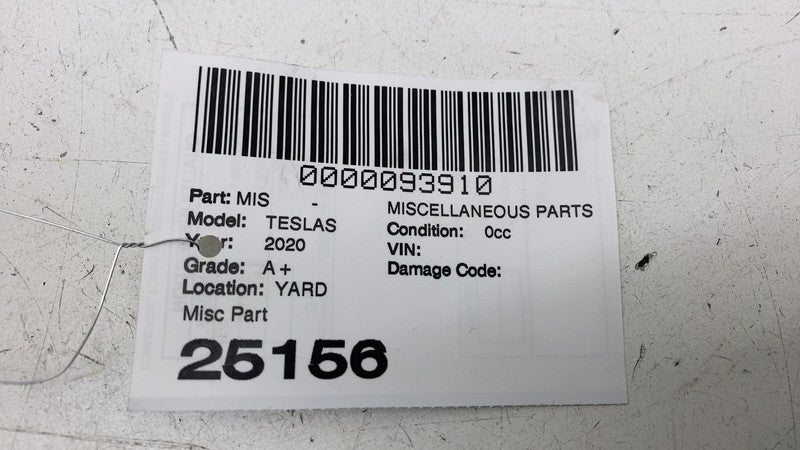 0000093910
Part: MIS - MISCELLANEOUS PARTS
Model: TESLAS Condition: 0cc
Year: 2020 VIN:
Grade: A+ Damage Code:
Location: YARD
Misc Part
25156